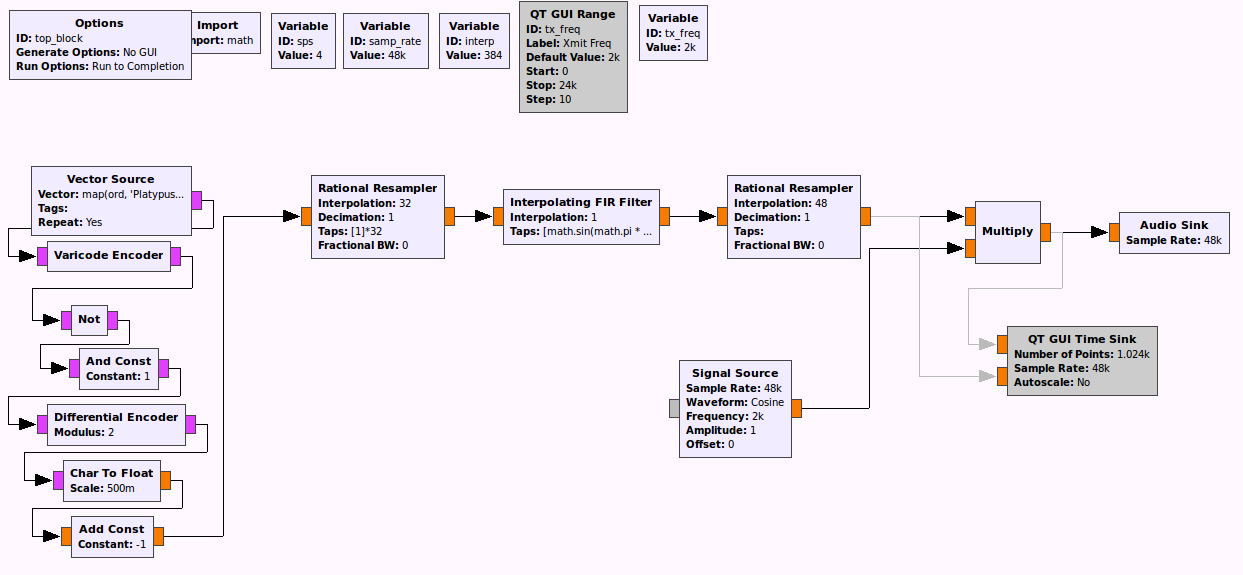 Options
ID: top_block
Generate Options: No GUI
Run Options: Run to Completion
Import
port: math
Variable
ID: sps
Value: 4
Variable
ID: samp_rate
Value: 48k
Variable
ID: interp
Value: 384
QT GUI Range
ID: tx_freq
Label: Xmit Freq
Default Value: 2k
Start: 0
Stop: 24k
Step: 10
Variable
ID: tx_freq
Value: 2k
Vector Source
Vector: map(ord, 'Platypus...
Tags:
Repeat: Yes
Varicode Encoder
Not
And Const
Constant: 1
Differential Encoder
Modulus: 2
Char To Float
Scale: 500m
Add Const
Constant: -1
Rational Resampler
Interpolation: 32
Decimation: 1
Taps: [1]*32
Fractional BW: 0
Interpolating FIR Filter
Interpolation: 1
Taps: [math.sin(math.pi * ...
Rational Resampler
Interpolation: 48
Decimation: 1
Taps:
Fractional BW: 0
Signal Source
Sample Rate: 48k
Waveform: Cosine
Frequency: 2k
Amplitude: 1
Offset: 0
Multiply
Audio Sink
Sample Rate: 48k
QT GUI Time Sink
Number of Points: 1.024k
Sample Rate: 48k
Autoscale: No